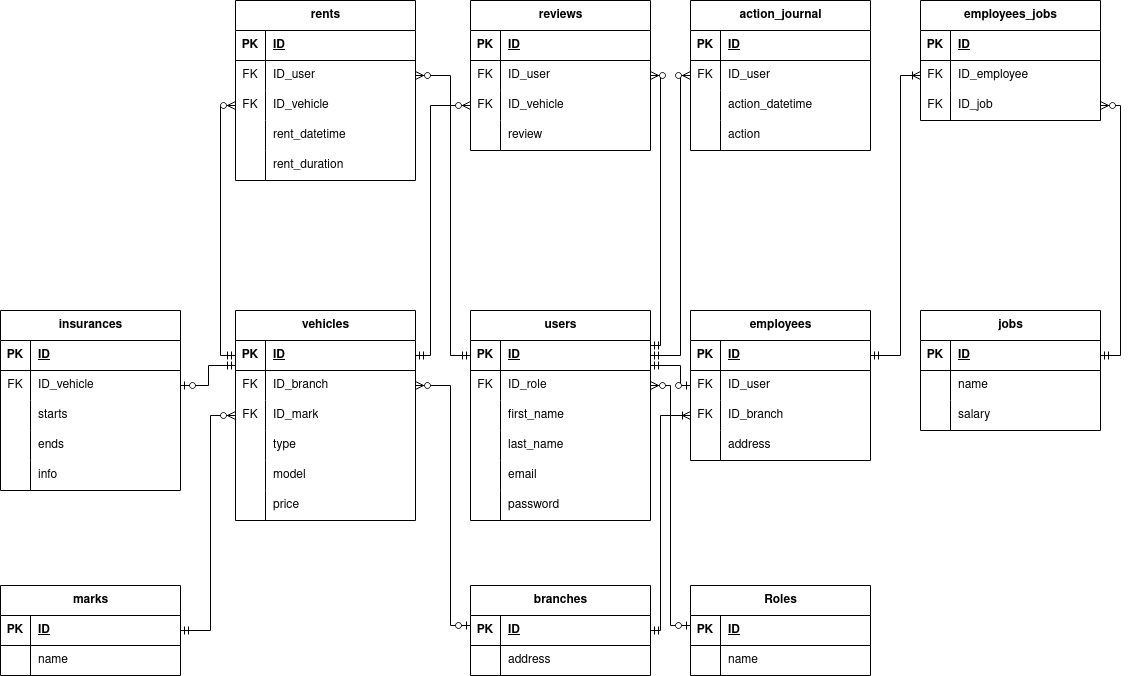 rents
PK ID
FK ID_user
FK ID_vehicle
rent_datetime
rent_duration
reviews
PK ID
FK ID_user
FK ID_vehicle
review
action_journal
PK ID
FK ID_user
action_datetime
action
employees_jobs
PK ID
FK ID_employee
FK ID_job
insurances
PK ID
FK ID_vehicle
starts
ends
info
vehicles
PK ID
FK ID_branch
FK ID_mark
type
model
price
users
PK ID
FK ID_role
first_name
last_name
email
password
employees
PK ID
FK ID_user
FK ID_branch
address
jobs
PK ID
name
salary
marks
PK ID
name
branches
PK ID
address
Roles
PK ID
name